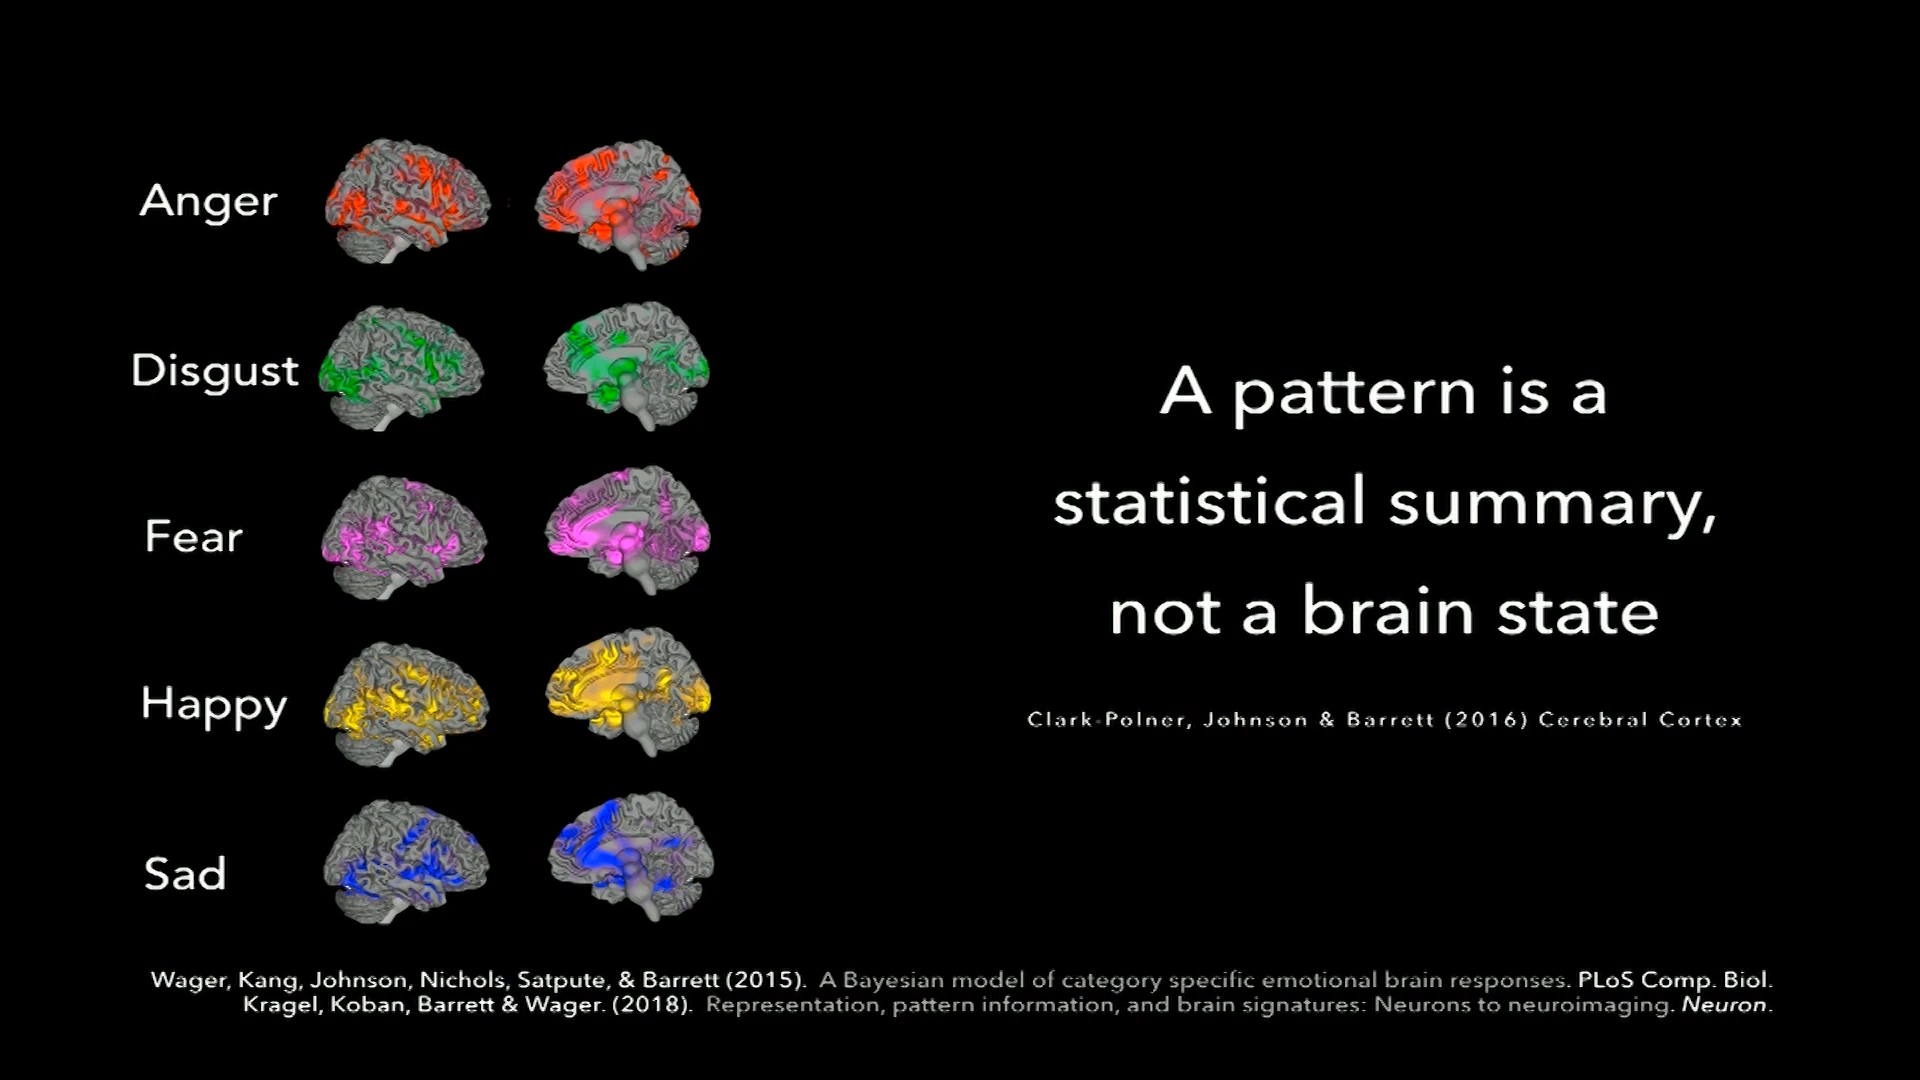 Anger
Disgust
Fear
Happy
Sad
A pattern is a
statistical summary,
not a brain state
Clark-Polner, Johnson & Barrett (2016) Cerebral Cortex
Wager, Kang, Johnson, Nichols, Satpute, & Barrett (2015). A Bayesian model of category specific emotional brain responses. PLoS Comp. Biol.
Kragel, Koban, Barrett & Wager. (2018). Representation, pattern information, and brain signatures: Neurons to neuroimaging. Neuron.